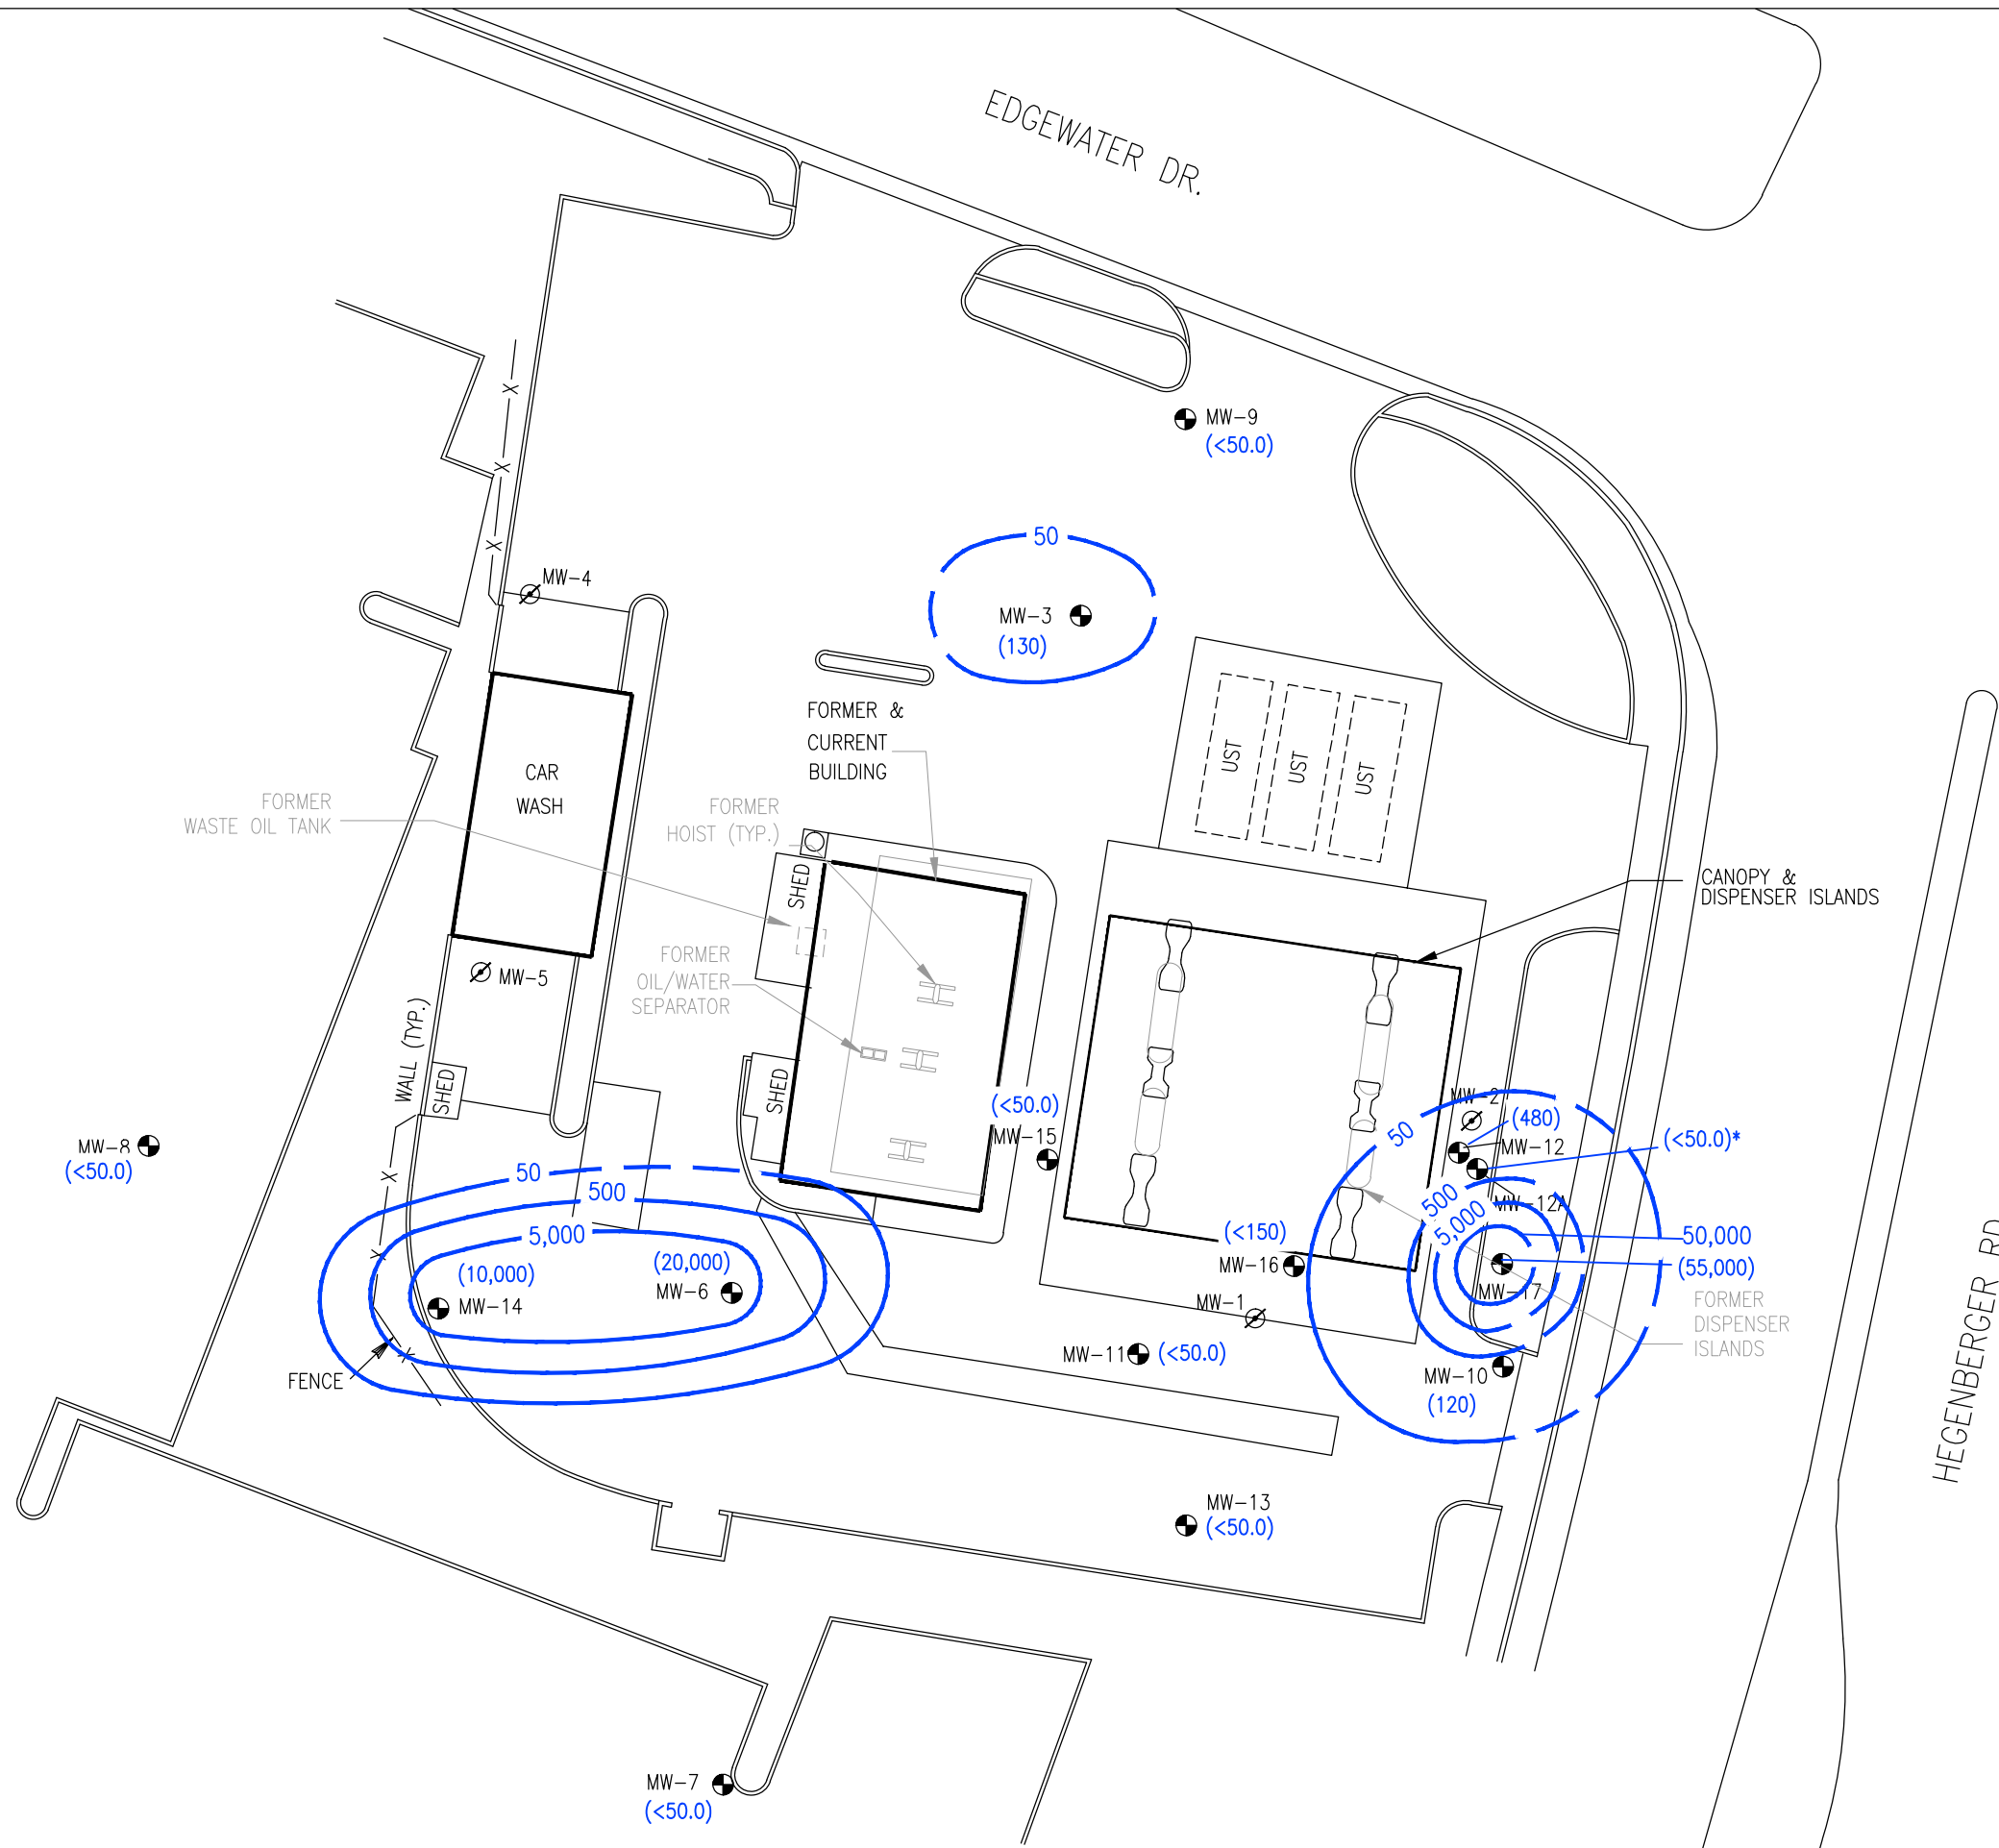 EDGEWATER DR.
MW-9
(<50.0)
50
MW-3
(130)
MW-4
FORMER &
CURRENT
BUILDING
UST
UST
UST
CAR
WASH
FORMER
WASTE OIL TANK
FORMER
HOIST (TYP.)
SHED
CANOPY &
DISPENSER ISLANDS
FORMER
OIL/WATER
SEPARATOR
MW-5
WALL (TYP.)
SHED
SHED
X
X
X
X
X
X
(<50.0)
MW-15
MW-2
(480)
MW-12
(<50.0)*
MW-12A
50
500
5,000
50,000
(55,000)
MW-17
FORMER
DISPENSER
ISLANDS
MW-8
(<50.0)
50
500
5,000
(10,000)
MW-14
(20,000)
MW-6
(<150)
MW-16
MW-1
MW-11
(<50.0)
MW-10
(120)
FENCE
HEGENBERGER RD
MW-13
(<50.0)
MW-7
(<50.0)